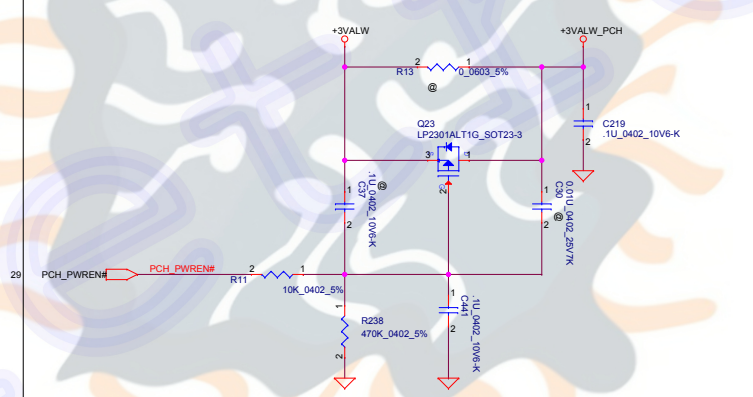 +3VALW
+3VALW_PCH
2
1
R13
0_0603_5%
@
Q23
LP2301ALT1G_SOT23-3
1
C219
.1U_0402_10V6-K
2
3
1
2
1
C37
.1U_0402_10V6-K
@
2
1
C30
0.01U_0402_25V7K
@
2
29
PCH_PWREN#
PCH_PWREN#
2
1
R11
10K_0402_5%
1
R238
470K_0402_5%
2
1
C441
.1U_0402_10V6-K
2